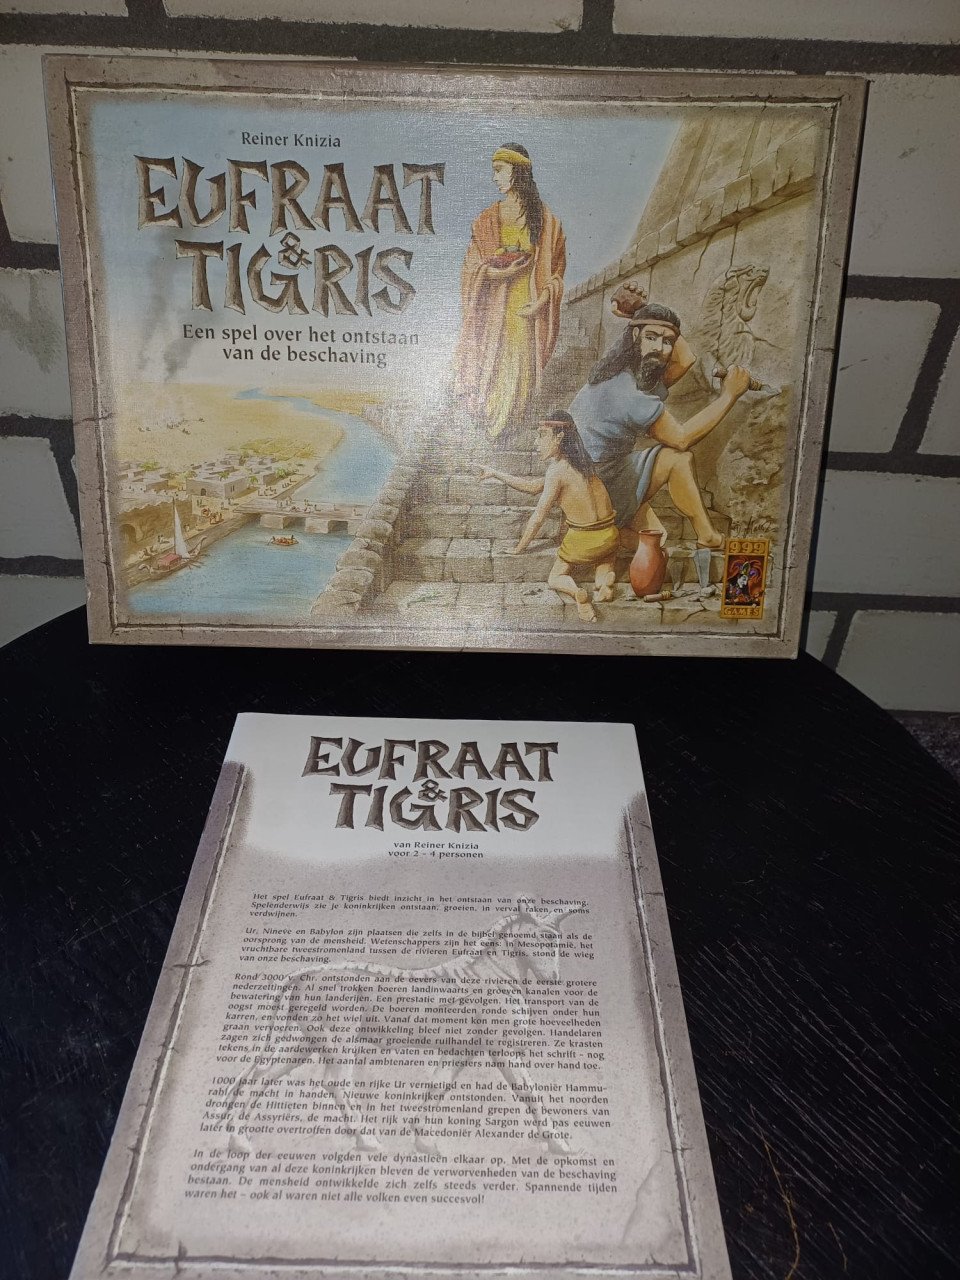 Reiner Knizia
EUFRAAT
&
TIGRIS
Een spel over het ontstaan
van de beschaving
999
GAMES
EUFRAAT
&
TIGRIS
van Reiner Knizia
voor 2 - 4 personen
Het spel Eufraat & Tigris biedt inzicht in het ontstaan van onze beschaving.
Spelenderwijs zie je koninkrijken ontstaan, groeien, in verval raken en soms
verdwijnen.
Ur, Nineve en Babylon zijn plaatsen die zelfs in de bijbel genoemd staan als de
oorsprong van de mensheid. Wetenschappers zijn het eens: in Mesopotamië, het
vruchtbare tweestromenland tussen de rivieren Eufraat en Tigris, stond de wieg
van onze beschaving.
Rond 3000 v. Chr. ontstonden aan de oevers van deze rivieren de eerste grotere
nederzettingen. Al snel trokken boeren landinwaarts en groeven kanalen voor de
bewatering van hun landerijen. Een prestatie met gevolgen. Het transport van de
oogst moest geregeld worden. De boeren monteerden ronde schijven onder hun
karren, en vonden zo het wiel uit. Vanaf dat moment kon men grote hoeveelheden
graan vervoeren. Ook deze ontwikkeling bleef niet zonder gevolgen. Handelaren
zagen zich gedwongen de alsmaar groeiende ruilhandel te registreren. Ze krasten
tekens in de aardewerken kruiken en vaten en bedachten terloops het schrift - nog
voor de Egyptenaren. Het aantal ambtenaren en priesters nam hand over hand toe.
1000 jaar later was het oude en rijke Ur vernietigd en had de Babyloniër Hammu-
rabi de macht in handen. Nieuwe koninkrijken ontstonden. Vanuit het noorden
drongen de Hittieten binnen en in het tweestromenland grepen de bewoners van
Assur, de Assyriërs, de macht. Het rijk van hun koning Sargon werd pas eeuwen
later in grootte overtroffen door dat van de Macedoniër Alexander de Grote.
In de loop der eeuwen volgden vele dynastieën elkaar op. Met de opkomst en
ondergang van al deze koninkrijken bleven de verworvenheden van de beschaving
bestaan. De mensheid ontwikkelde zich zelfs steeds verder. Spannende tijden
waren het - ook al waren niet alle volken even succesvol!